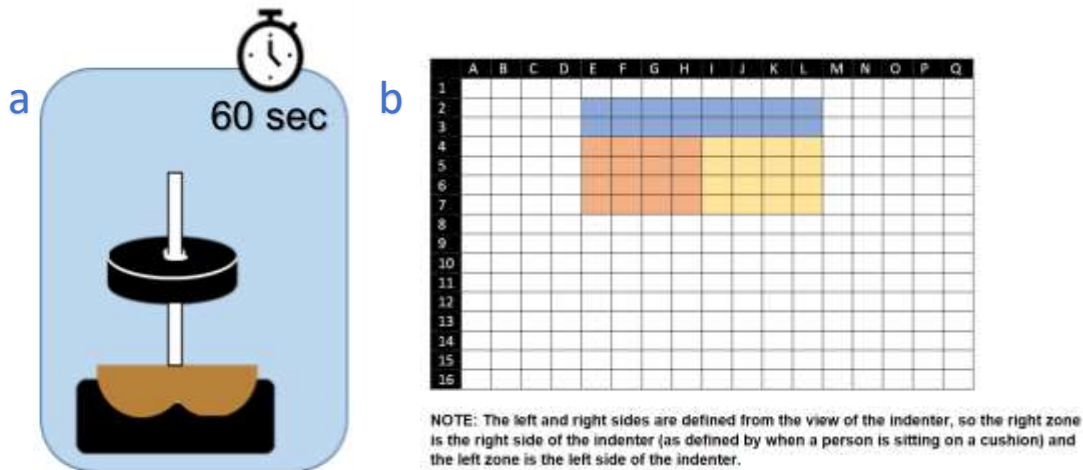 a
60 sec
b
A B C D E F G H I J K L M N O P Q
1
2
3
4
5
6
7
8
9
10
11
12
13
14
15
16
NOTE: The left and right sides are defined from the view of the indenter, so the right zone
is the right side of the indenter (as defined by when a person is sitting on a cushion) and
the left zone is the left side of the indenter.